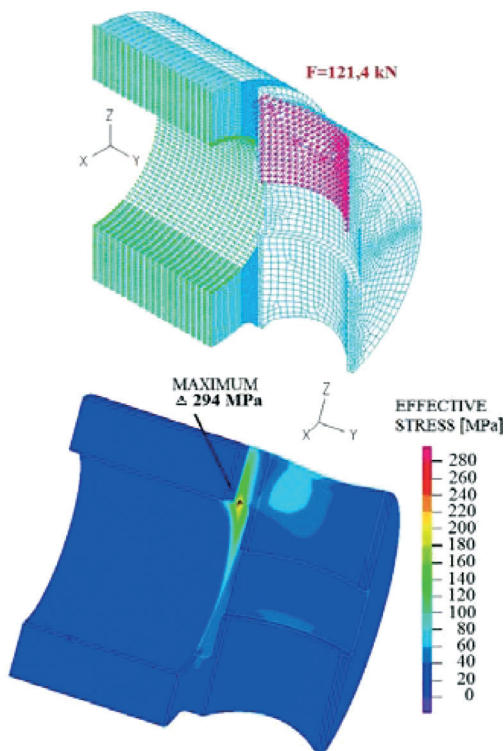 F=121,4 kN
Z
X
Y
MAXIMUM
△ 294 MPa
Z
X
Y
EFFECTIVE
STRESS [MPa]
280
260
240
220
200
180
160
140
120
100
80
60
40
20
0